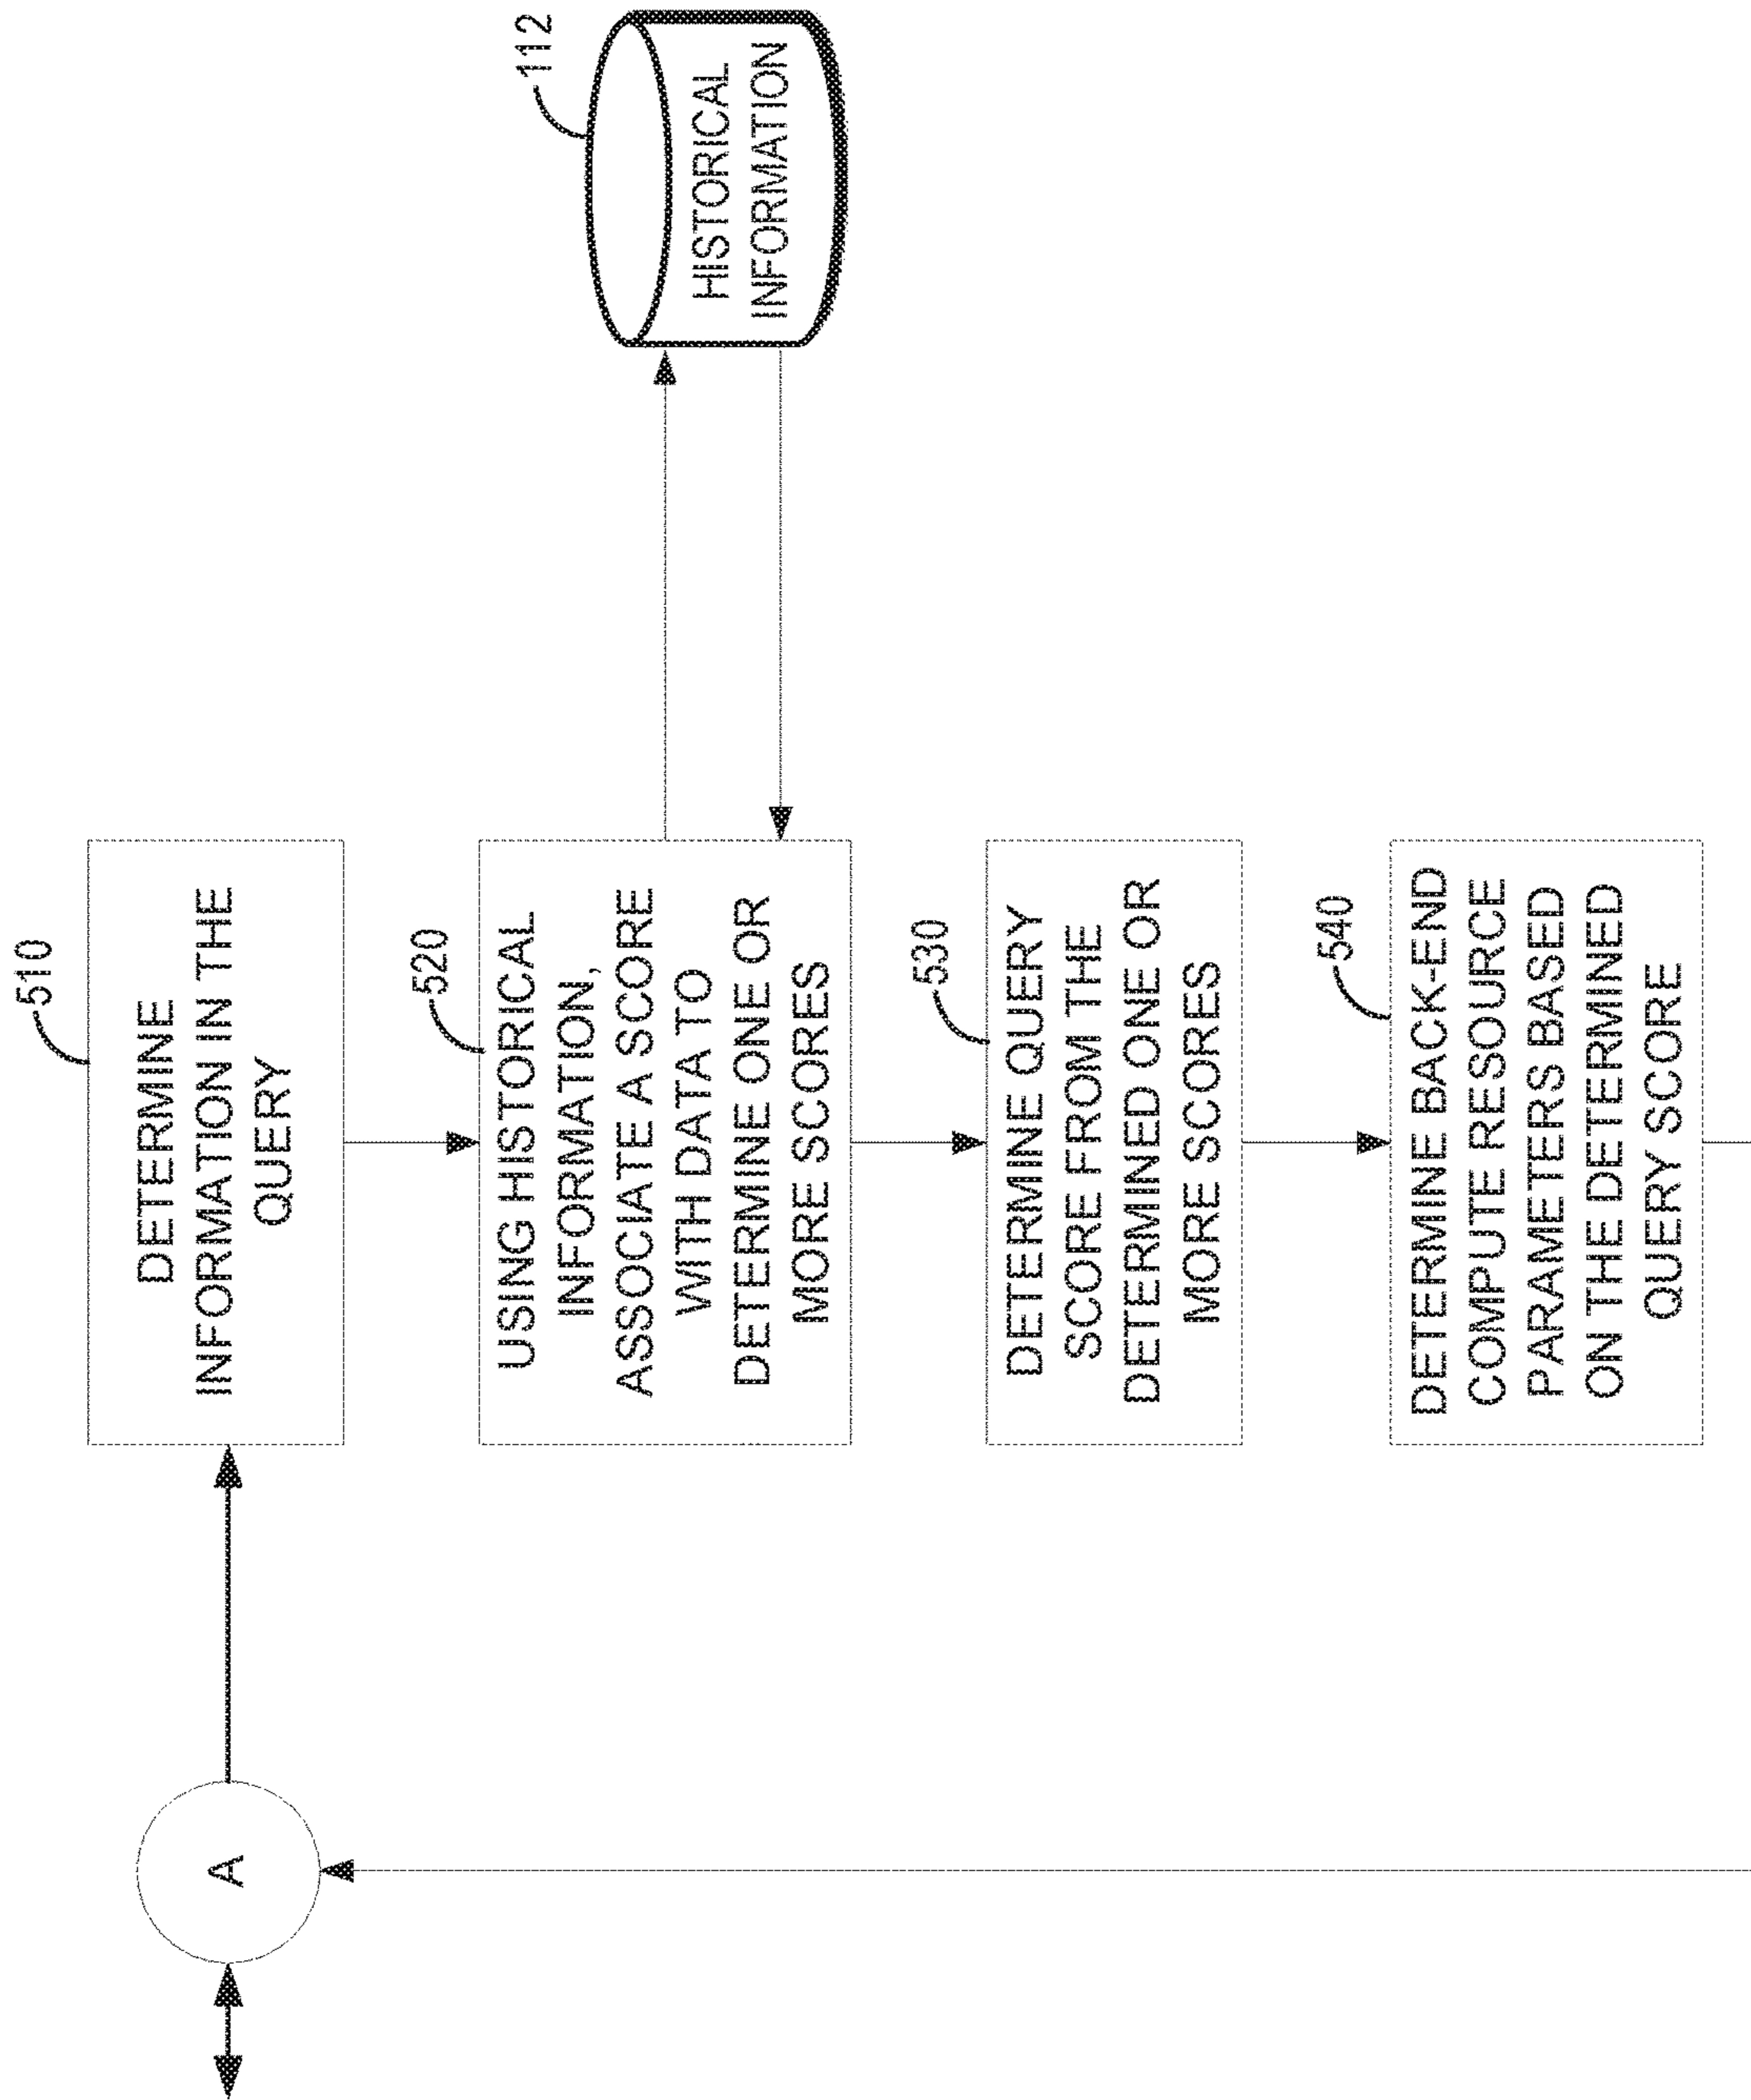 A
510
DETERMINE
INFORMATION IN THE
QUERY
520
USING HISTORICAL
INFORMATION,
ASSOCIATE A SCORE
WITH DATA TO
DETERMINE ONE OR
MORE SCORES
112
HISTORICAL
INFORMATION
530
DETERMINE QUERY
SCORE FROM THE
DETERMINED ONE OR
MORE SCORES
540
DETERMINE BACK-END
COMPUTE RESOURCE
PARAMETERS BASED
ON THE DETERMINED
QUERY SCORE